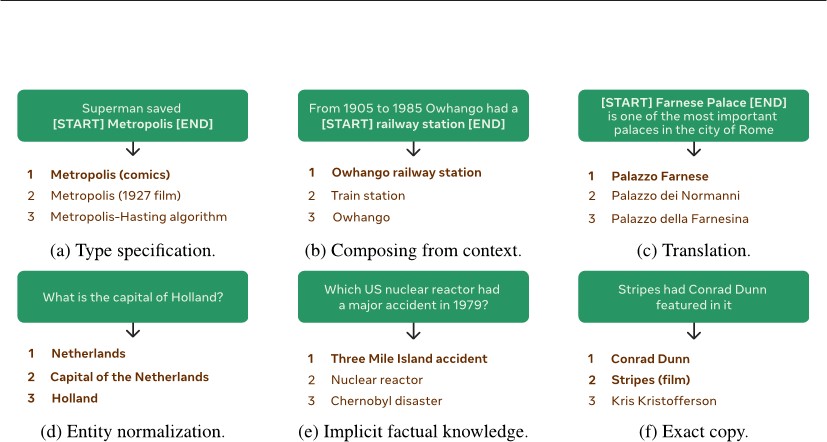 Superman saved
[START] Metropolis [END]
1 Metropolis (comics)
2 Metropolis (1927 film)
3 Metropolis-Hasting algorithm
(a) Type specification.
From 1905 to 1985 Owhango had a
[START] railway station [END]
1 Owhango railway station
2 Train station
3 Owhango
(b) Composing from context.
[START] Farnese Palace [END]
is one of the most important
palaces in the city of Rome
1 Palazzo Farnese
2 Palazzo dei Normanni
3 Palazzo della Farnesina
(c) Translation.
What is the capital of Holland?
1 Netherlands
2 Capital of the Netherlands
3 Holland
(d) Entity normalization.
Which US nuclear reactor had
a major accident in 1979?
1 Three Mile Island accident
2 Nuclear reactor
3 Chernobyl disaster
(e) Implicit factual knowledge.
Stripes had Conrad Dunn
featured in it
1 Conrad Dunn
2 Stripes (film)
3 Kris Kristofferson
(f) Exact copy.